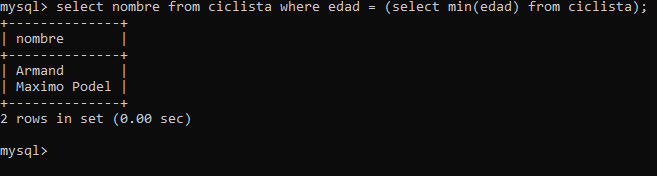 mysql> select nombre from ciclista where edad = (select min(edad) from ciclista);
+--------------+
| nombre       |
+--------------+
| Armand       |
| Maximo Podel |
+--------------+
2 rows in set (0.00 sec)
mysql>